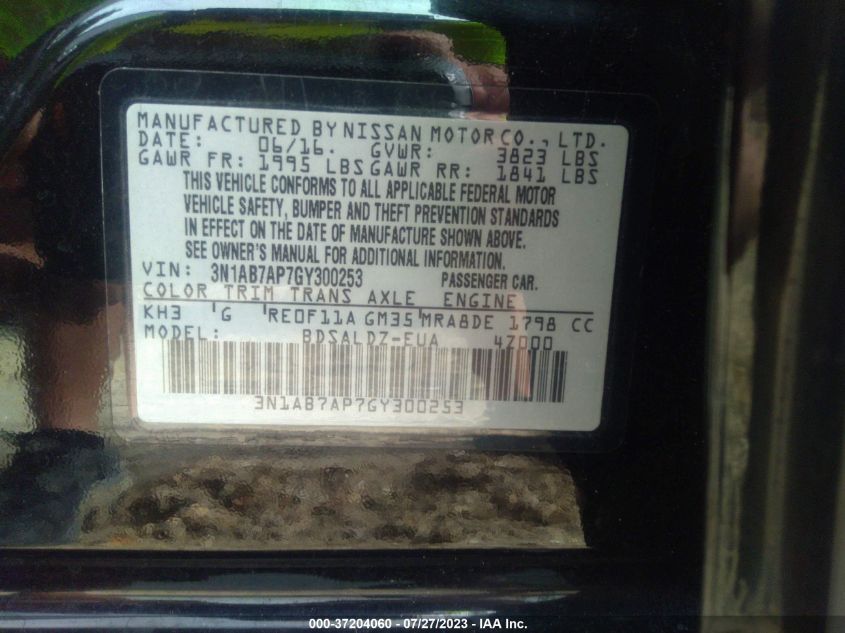 MANUFACTURED BY NISSAN MOTOR CO., LTD.
DATE: 06/16. GVWR: 3823 LBS
GAWR FR: 1995 LBS GAWR RR: 1841 LBS
THIS VEHICLE CONFORMS TO ALL APPLICABLE FEDERAL MOTOR
VEHICLE SAFETY, BUMPER AND THEFT PREVENTION STANDARDS
IN EFFECT ON THE DATE OF MANUFACTURE SHOWN ABOVE.
SEE OWNER'S MANUAL FOR ADDITIONAL INFORMATION.
VIN: 3N1AB7AP7GY300253 PASSENGER CAR.
COLOR TRIM TRANS AXLE ENGINE
KH3 G RE0F11A GM35 MRA8DE 1798 CC
MODEL: BDSALDZ-EUA 4Z000
3N1AB7AP7GY300253
000-37204060 - 07/27/2023 - IAA Inc.